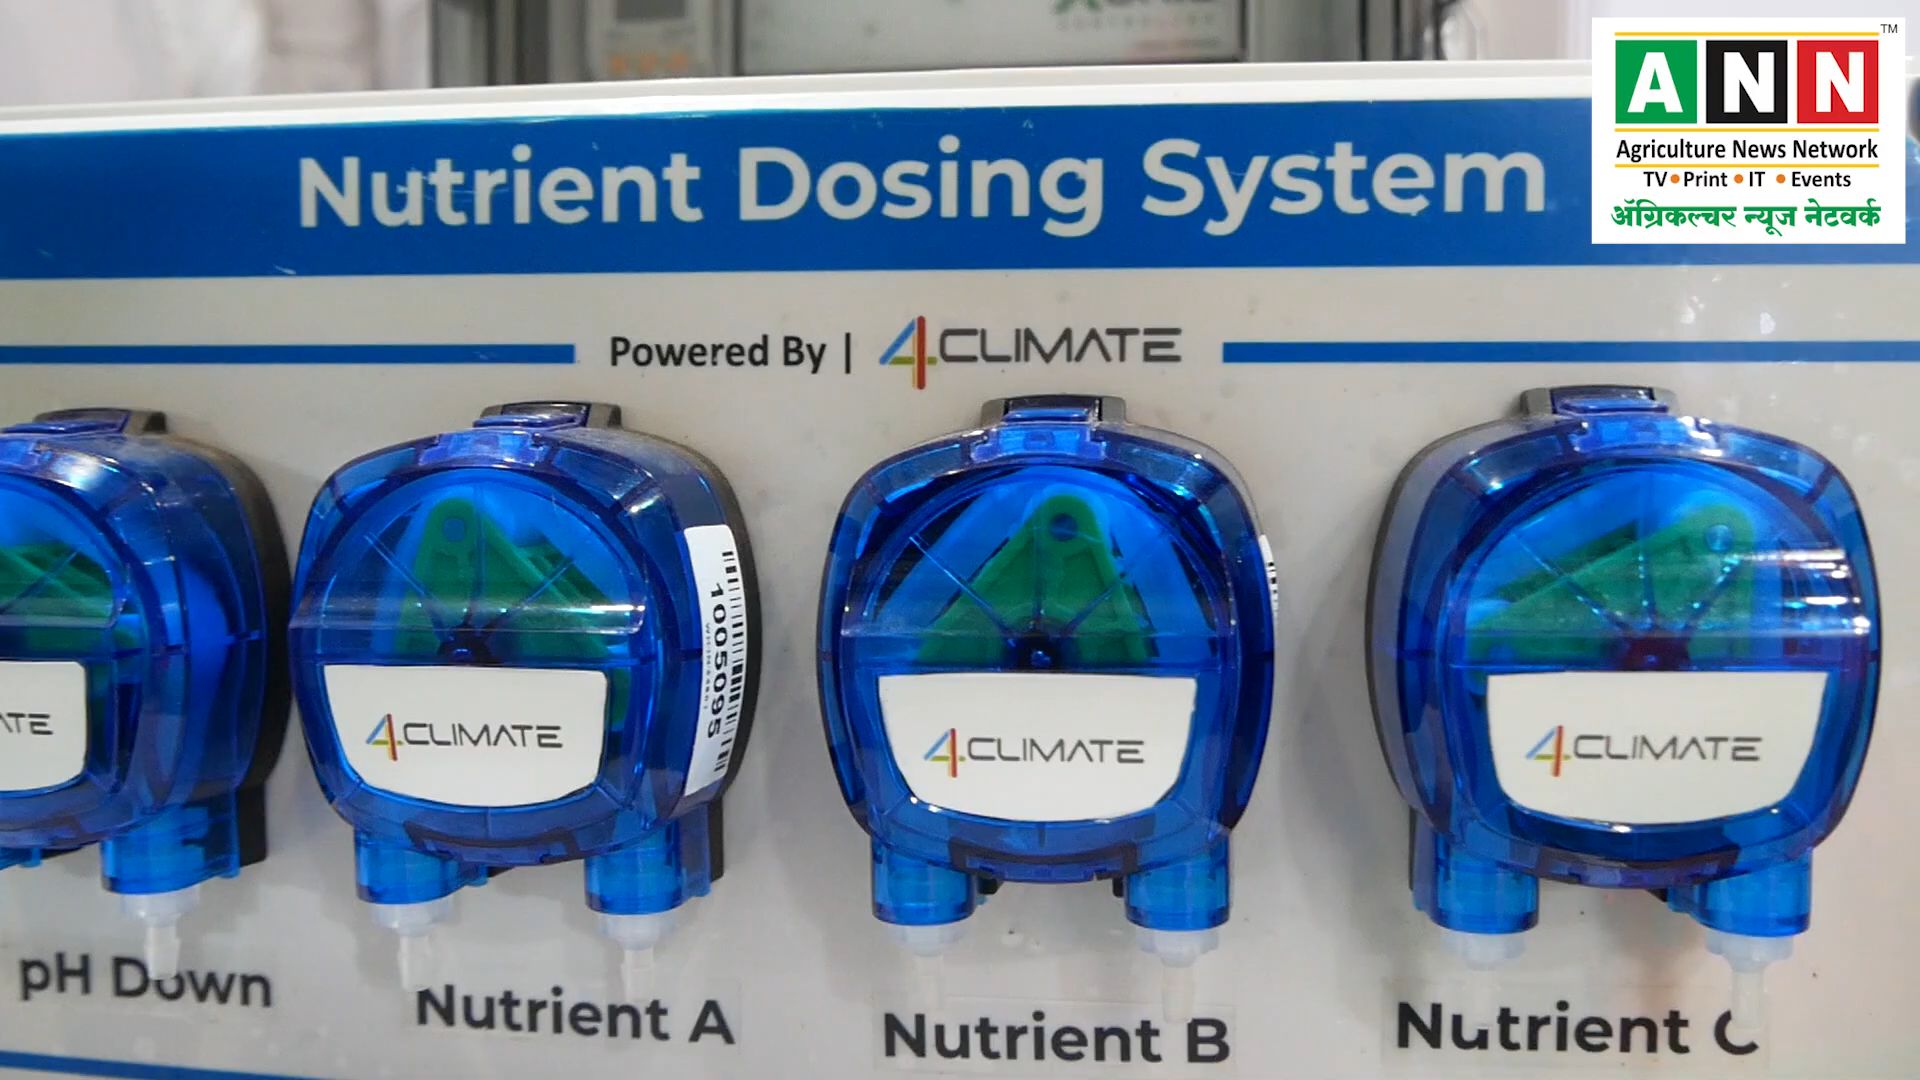 ANN
TM
Agriculture News Network
TV • Print • IT • Events
ॲग्रिकल्चर न्यूज नेटवर्क
Nutrient Dosing System
Powered By | 4CLIMATE
ATE
4CLIMATE
1005095
4CLIMATE
4CLIMATE
pH Down
Nutrient A
Nutrient B
Nutrient C